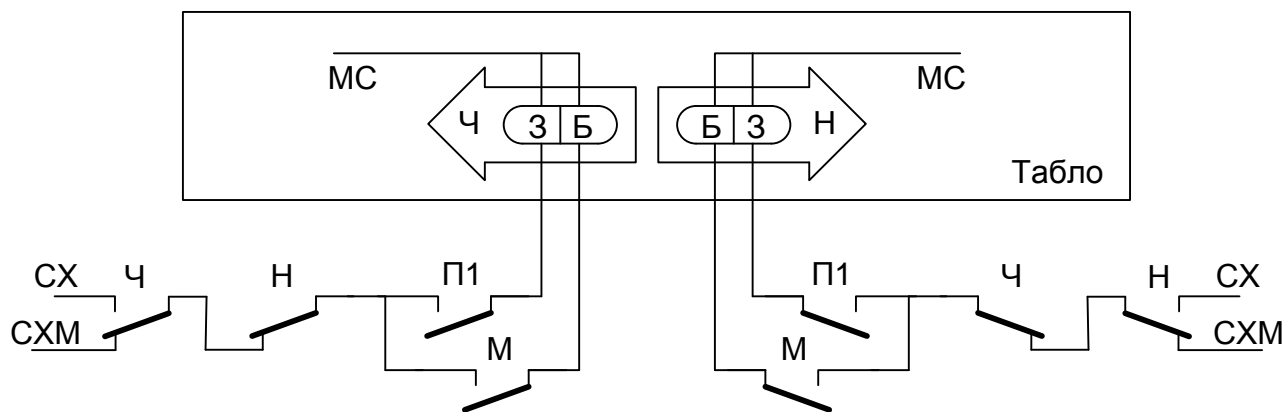 МС МС
Ч З Б Б З Н
Табло
СХ Ч Н П1 П1 Ч Н СХ
СХМ М М СХМ